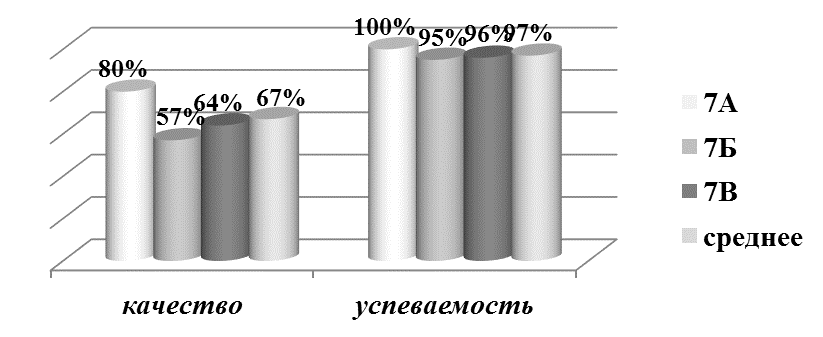 100%
95%
96%
97%
80%
57%
64%
67%
7А
7Б
7В
среднее
качество
успеваемость